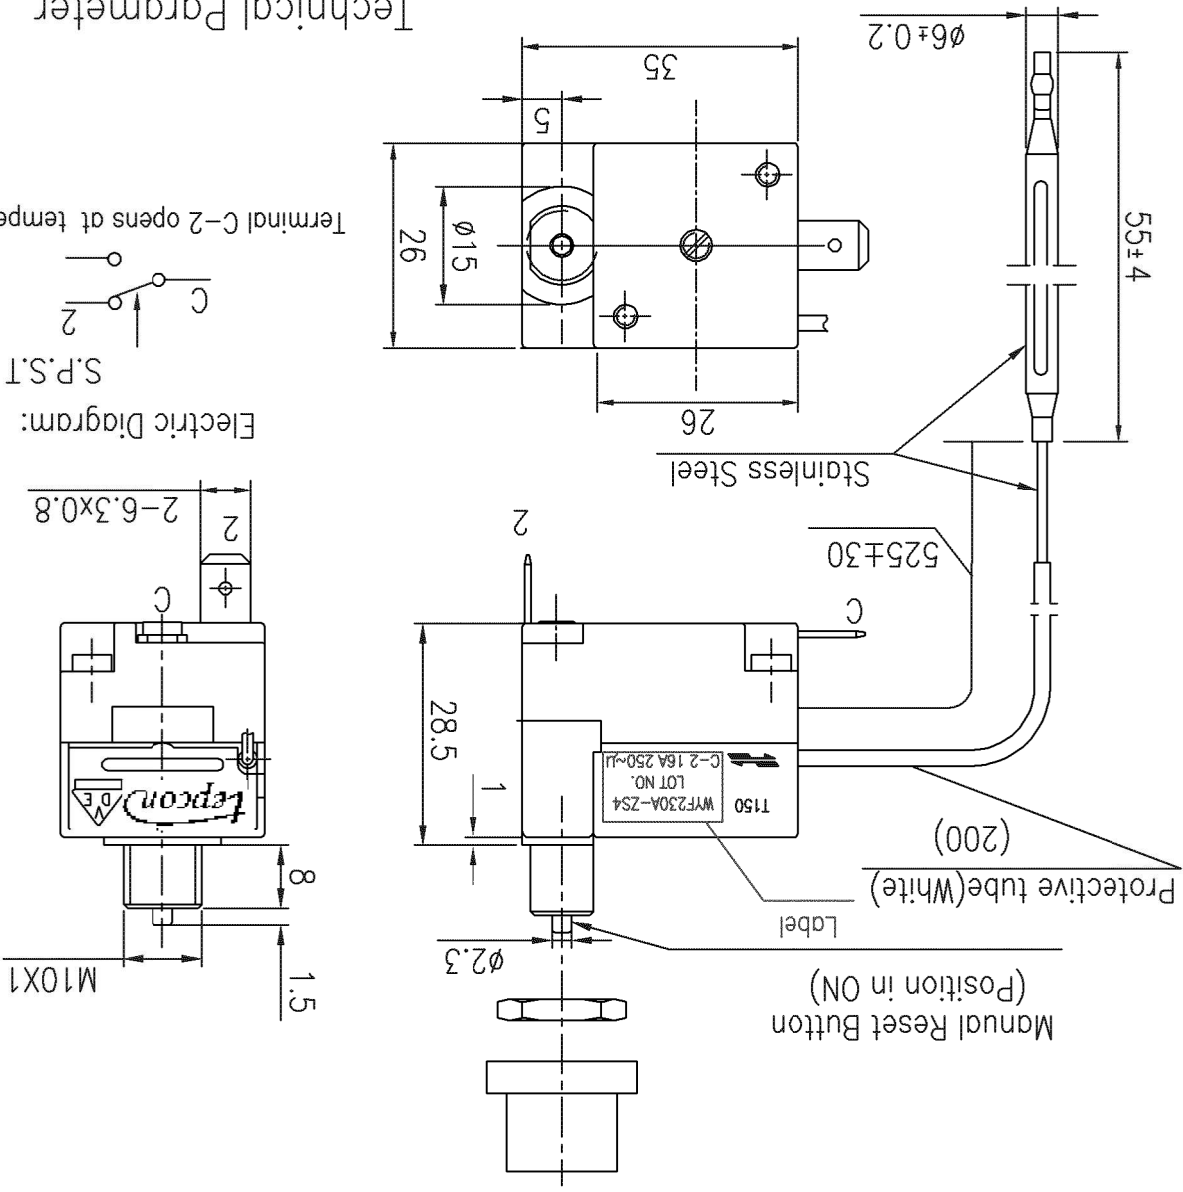 Manual Reset Button
(Position in ON)
Label
Protective tube(White)
(200)
ø2.3
1.5
M10X1
8
1
28.5
T150
WYF230A-ZS4
LOT NO.
C-2 16A 250~μ
Tepcon
VDE
C
C
2
2
2-6.3x0.8
525±30
Stainless Steel
Electric Diagram:
S.P.S.T
2
C
Terminal C-2 opens at tempe
26
26
ø15
5
35
55±4
ø6±0.2
Technical Parameter